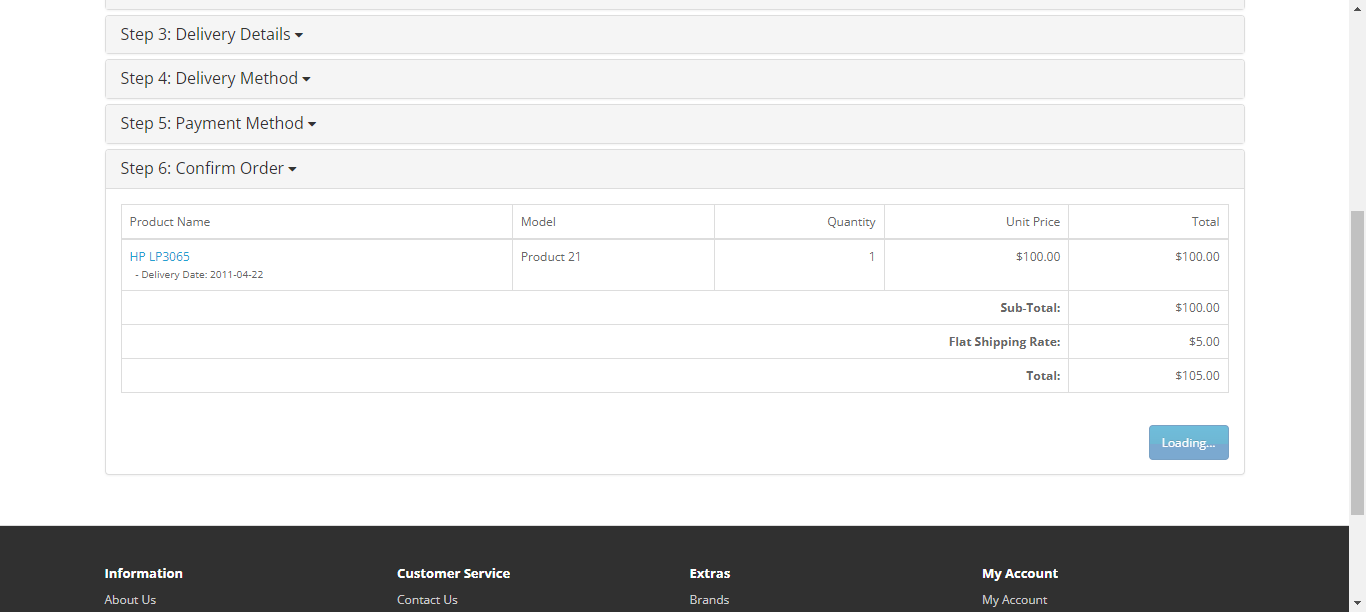 Step 3: Delivery Details
Step 4: Delivery Method
Step 5: Payment Method
Step 6: Confirm Order
Product Name Model Quantity Unit Price Total
HP LP3065 Product 21 1 $100.00 $100.00
- Delivery Date: 2011-04-22
Sub-Total: $100.00
Flat Shipping Rate: $5.00
Total: $105.00
Loading...
Information Customer Service Extras My Account
About Us Contact Us Brands My Account